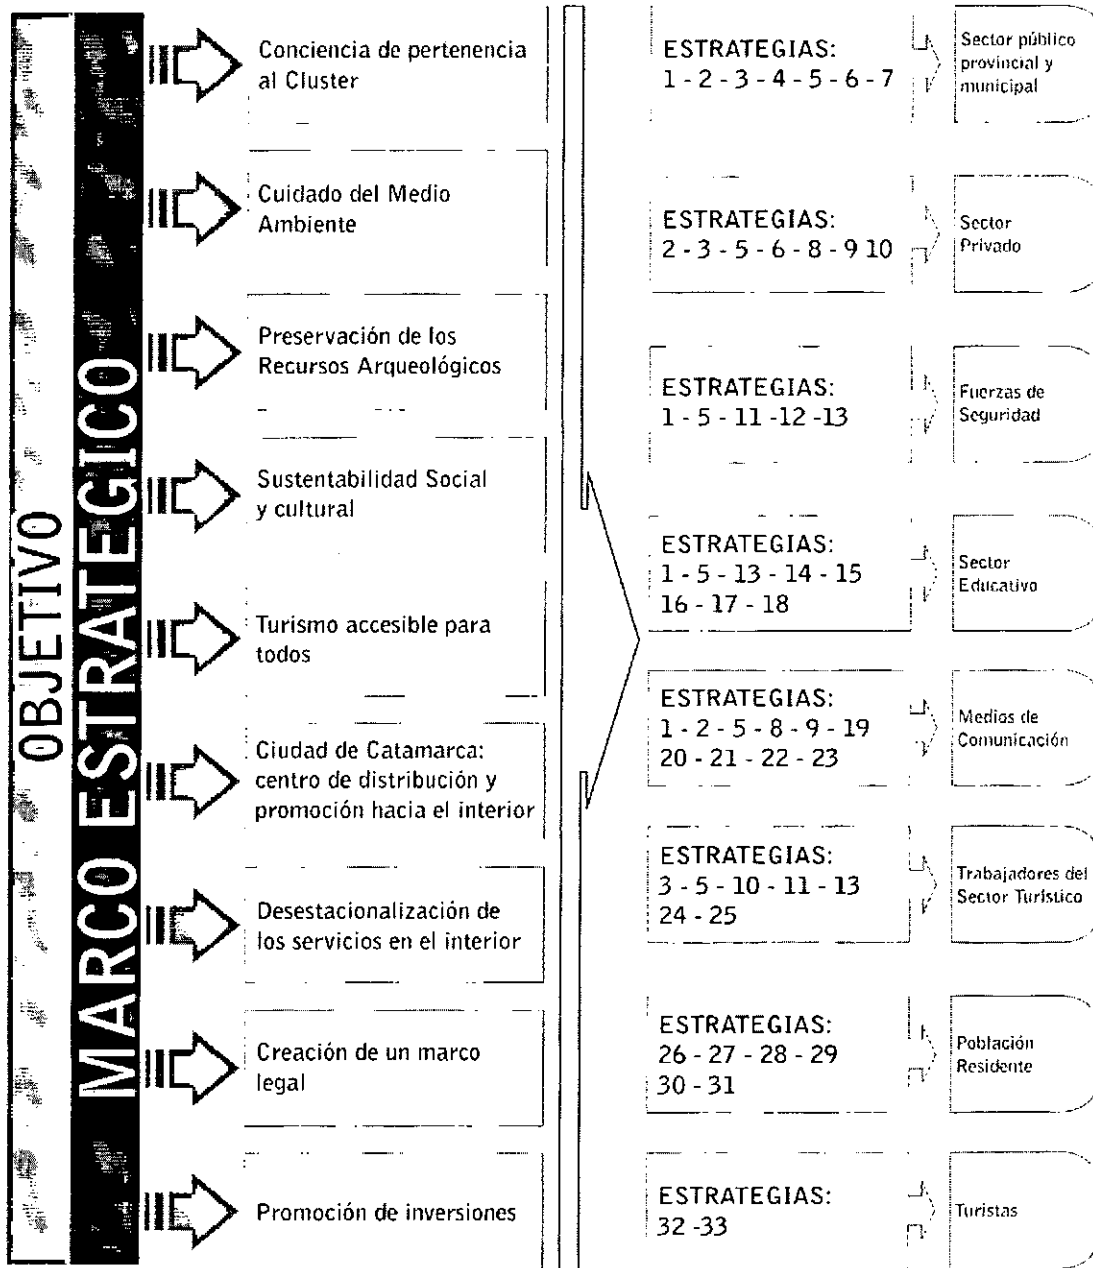 OBJETIVO
MARCO ESTRATEGICO
Conciencia de pertenencia
al Cluster
Cuidado del Medio
Ambiente
Preservación de los
Recursos Arqueológicos
Sustentabilidad Social
y cultural
Turismo accesible para
todos
Ciudad de Catamarca:
centro de distribución y
promoción hacia el interior
Desestacionalización de
los servicios en el interior
Creación de un marco
legal
Promoción de inversiones
ESTRATEGIAS:
1 - 2 - 3 - 4 - 5 - 6 - 7
Sector público
provincial y
municipal
ESTRATEGIAS:
2 - 3 - 5 - 6 - 8 - 9 10
Sector
Privado
ESTRATEGIAS:
1 - 5 - 11 -12 -13
Fuerzas de
Seguridad
ESTRATEGIAS:
1 - 5 - 13 - 14 - 15
16 - 17 - 18
Sector
Educativo
ESTRATEGIAS:
1 - 2 - 5 - 8 - 9 - 19
20 - 21 - 22 - 23
Medios de
Comunicación
ESTRATEGIAS:
3 - 5 - 10 - 11 - 13
24 - 25
Trabajadores del
Sector Turístico
ESTRATEGIAS:
26 - 27 - 28 - 29
30 - 31
Población
Residente
ESTRATEGIAS:
32 -33
Turistas